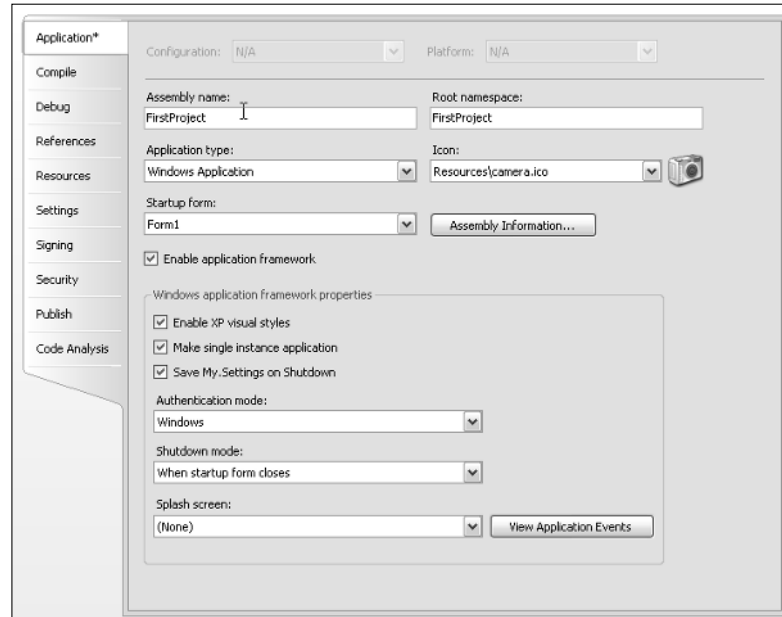 Application*
Compile
Debug
References
Resources
Settings
Signing
Security
Publish
Code Analysis
Configuration: N/A Platform: N/A
Assembly name: Root namespace:
FirstProject FirstProject
Application type: Icon:
Windows Application Resources\camera.ico
Startup form:
Form1 Assembly Information...
Enable application framework
Windows application framework properties
Enable XP visual styles
Make single instance application
Save My.Settings on Shutdown
Authentication mode:
Windows
Shutdown mode:
When startup form closes
Splash screen:
(None) View Application Events